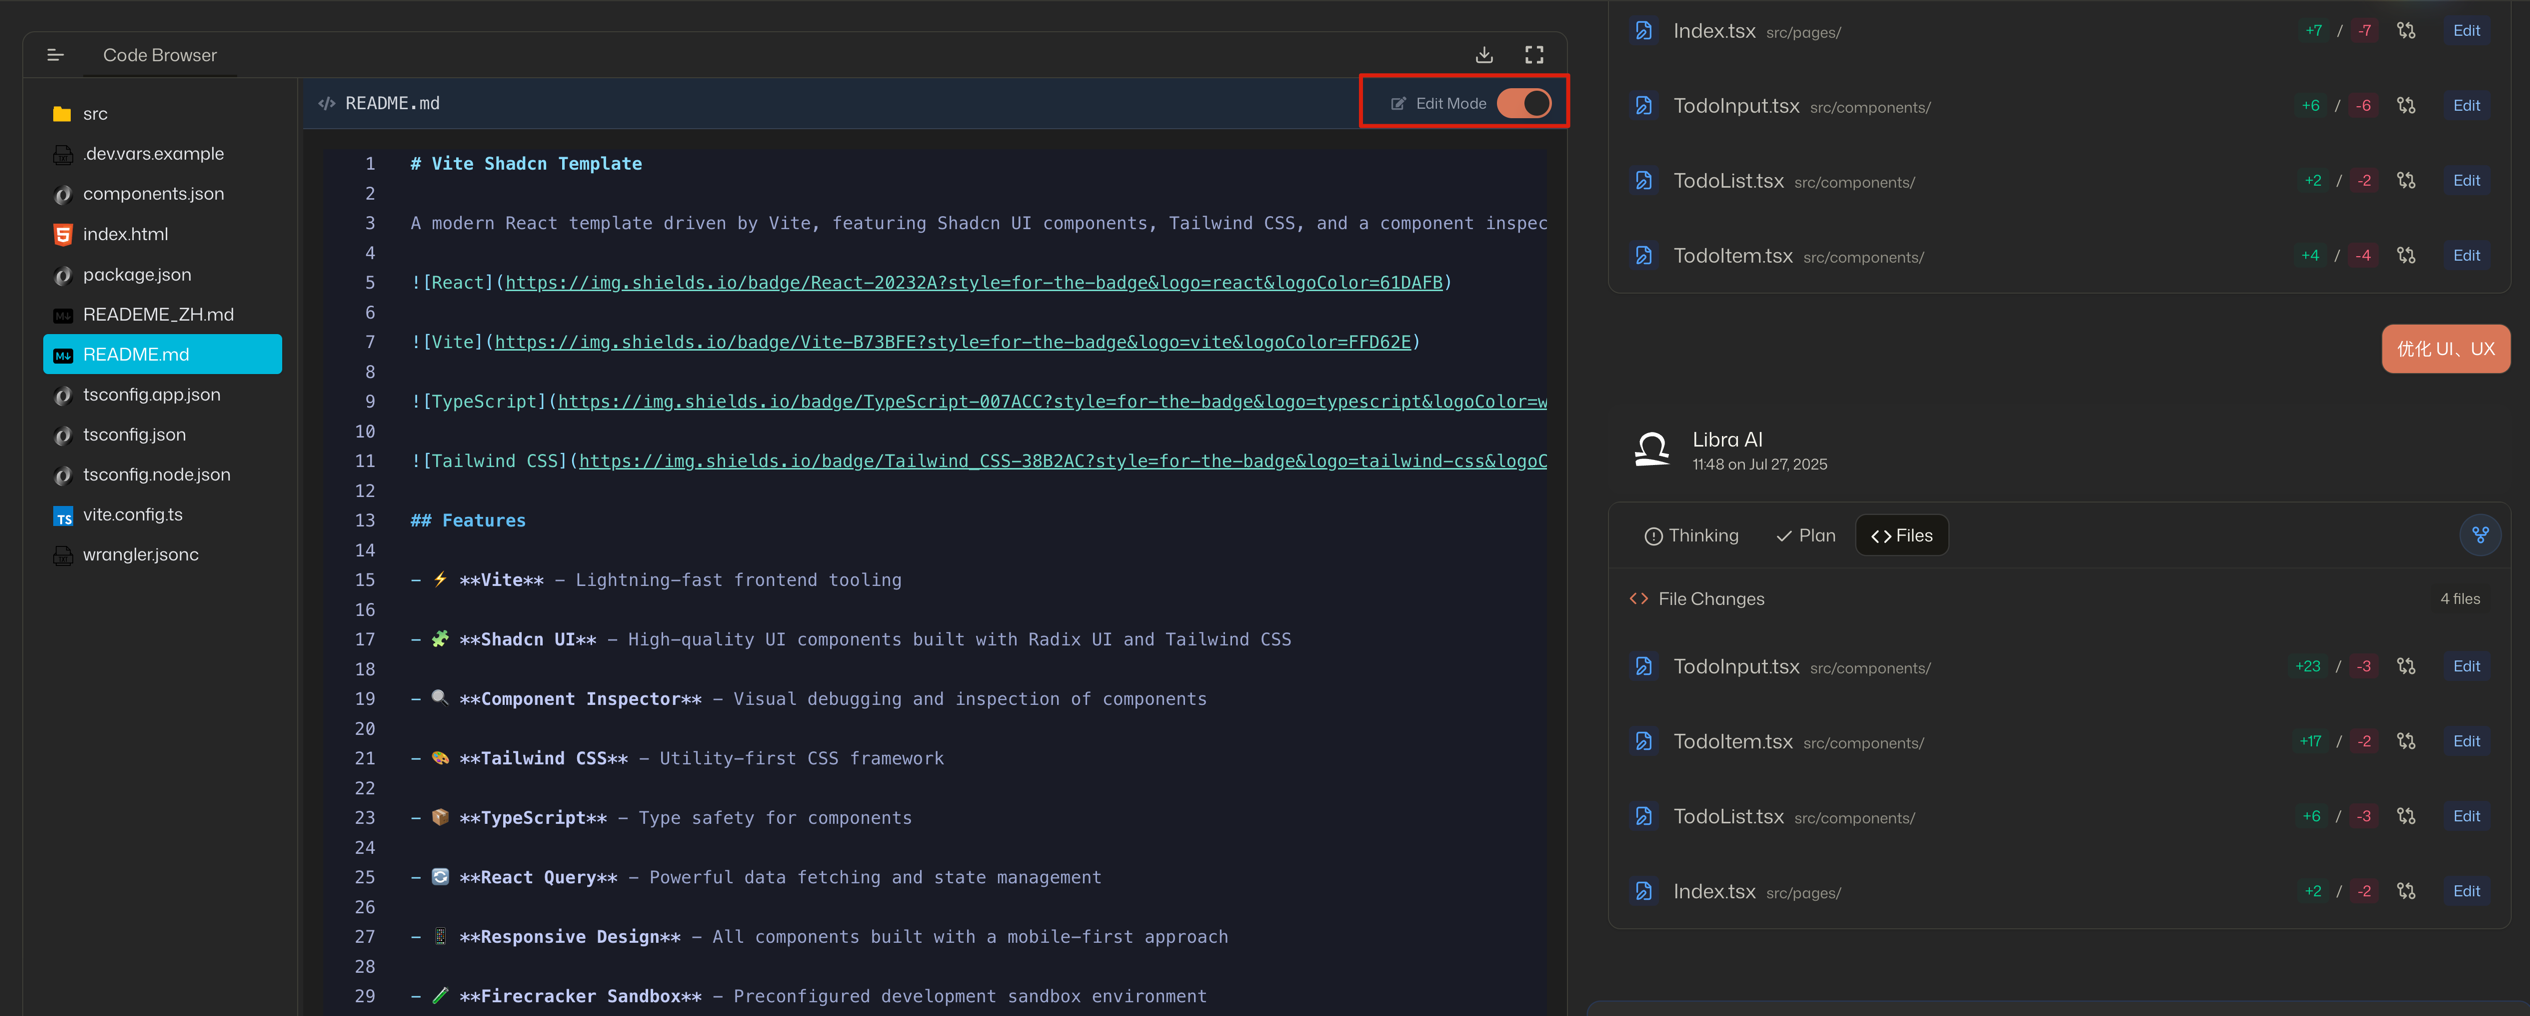 Code Browser
src
.dev.vars.example
components.json
index.html
package.json
READEME_ZH.md
README.md
tsconfig.app.json
tsconfig.json
tsconfig.node.json
vite.config.ts
wrangler.jsonc
</> README.md
Edit Mode
1 # Vite Shadcn Template
2
3 A modern React template driven by Vite, featuring Shadcn UI components, Tailwind CSS, and a component inspec
4
5 ![React](https://img.shields.io/badge/React-20232A?style=for-the-badge&logo=react&logoColor=61DAFB)
6
7 ![Vite](https://img.shields.io/badge/Vite-B73BFE?style=for-the-badge&logo=vite&logoColor=FFD62E)
8
9 ![TypeScript](https://img.shields.io/badge/TypeScript-007ACC?style=for-the-badge&logo=typescript&logoColor=w
10
11 ![Tailwind CSS](https://img.shields.io/badge/Tailwind_CSS-38B2AC?style=for-the-badge&logo=tailwind-css&logoC
12
13 ## Features
14
15 - ⚡ **Vite** - Lightning-fast frontend tooling
16
17 - 🧩 **Shadcn UI** - High-quality UI components built with Radix UI and Tailwind CSS
18
19 - 🔍 **Component Inspector** - Visual debugging and inspection of components
20
21 - 🎨 **Tailwind CSS** - Utility-first CSS framework
22
23 - 📦 **TypeScript** - Type safety for components
24
25 - 🔄 **React Query** - Powerful data fetching and state management
26
27 - 📱 **Responsive Design** - All components built with a mobile-first approach
28
29 - 🧪 **Firecracker Sandbox** - Preconfigured development sandbox environment
Index.tsx src/pages/ +7 / -7 Edit
TodoInput.tsx src/components/ +6 / -6 Edit
TodoList.tsx src/components/ +2 / -2 Edit
TodoItem.tsx src/components/ +4 / -4 Edit
优化 UI、UX
Libra AI
11:48 on Jul 27, 2025
Thinking Plan <> Files
<> File Changes 4 files
TodoInput.tsx src/components/ +23 / -3 Edit
TodoItem.tsx src/components/ +17 / -2 Edit
TodoList.tsx src/components/ +6 / -3 Edit
Index.tsx src/pages/ +2 / -2 Edit